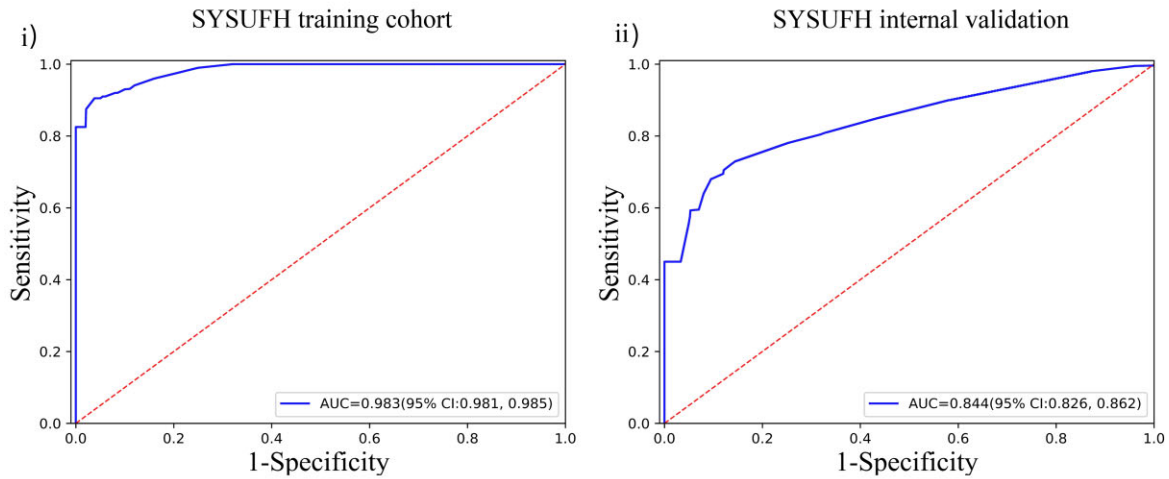 i)
SYSUFH training cohort
Sensitivity
1.0
0.8
0.6
0.4
0.2
0.0
0.0 0.2 0.4 0.6 0.8 1.0
AUC=0.983(95% CI:0.981, 0.985)
1-Specificity
ii)
SYSUFH internal validation
Sensitivity
1.0
0.8
0.6
0.4
0.2
0.0
0.0 0.2 0.4 0.6 0.8 1.0
AUC=0.844(95% CI:0.826, 0.862)
1-Specificity